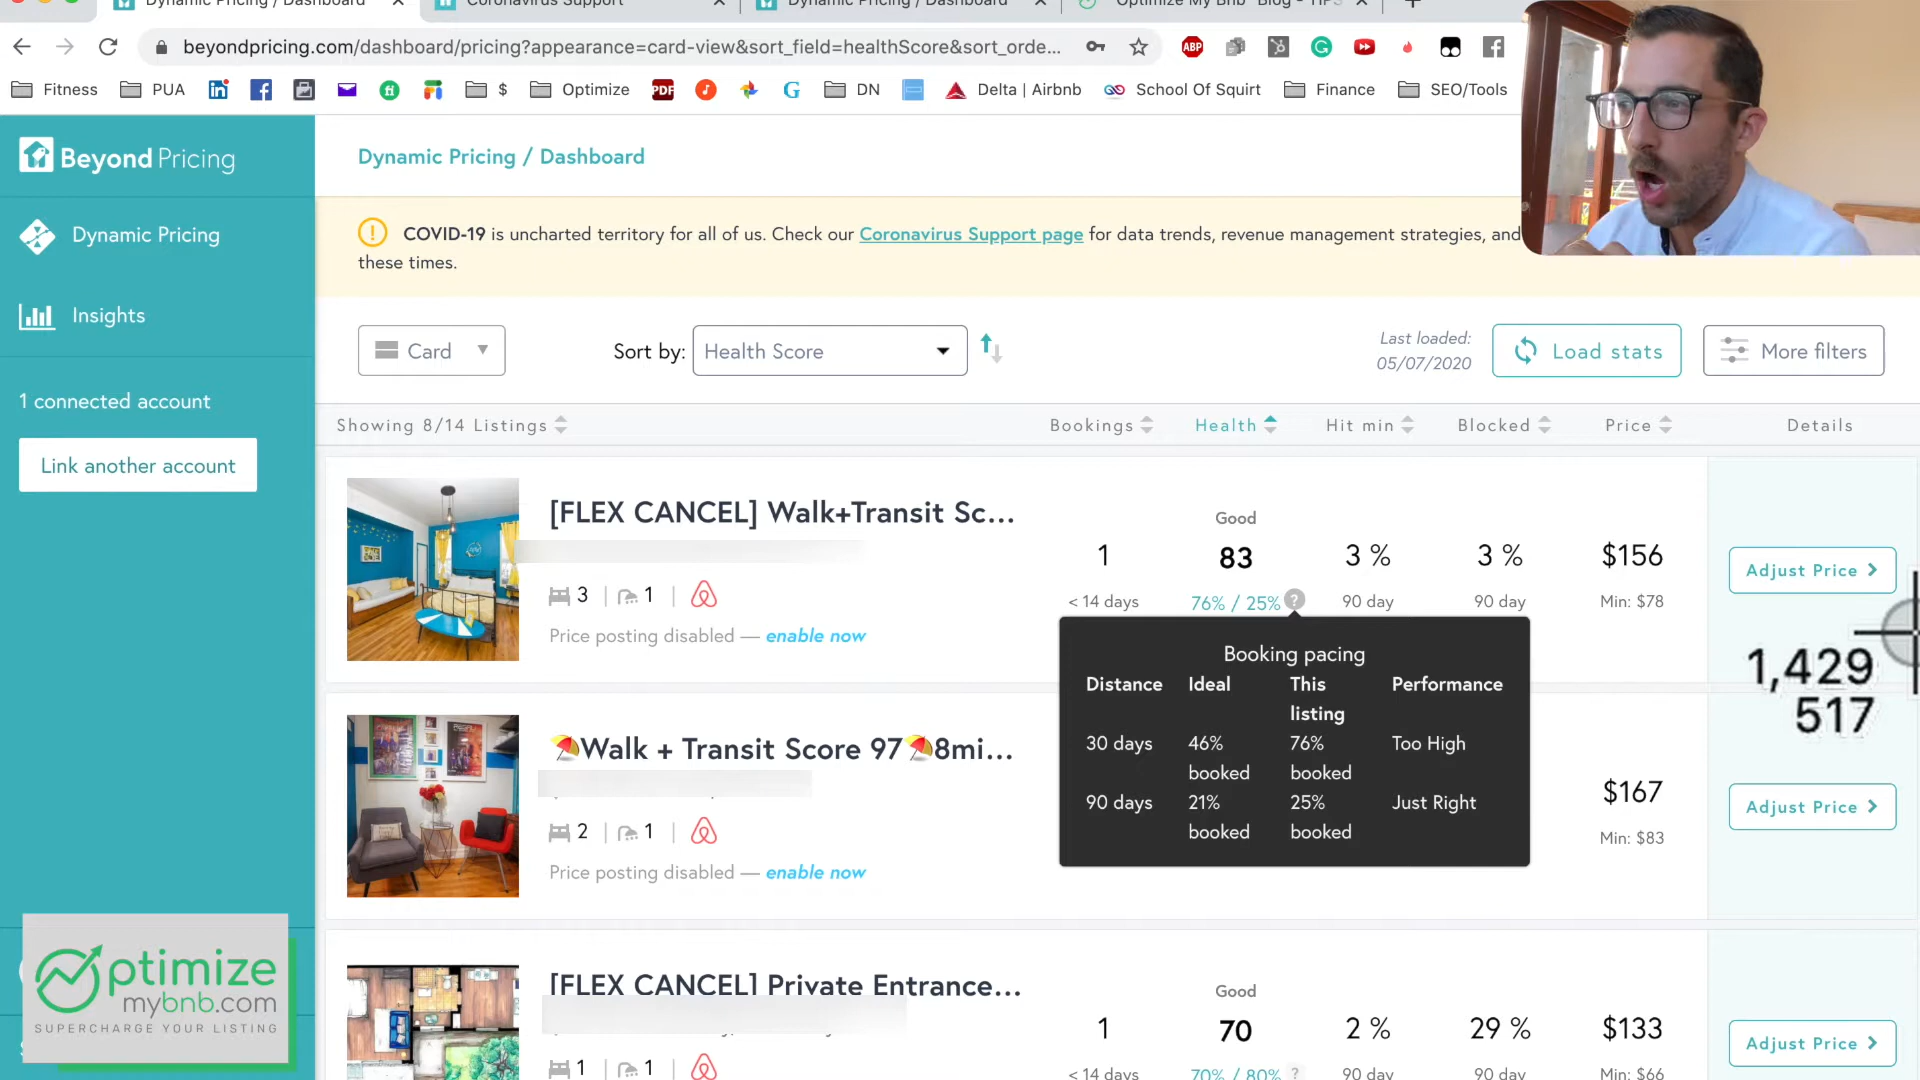 Dynamic Pricing / Dashboard
Coronavirus Support
Dynamic Pricing / Dashboard
Optimize My Bnb® Blog - TIPS
beyondpricing.com/dashboard/pricing?appearance=card-view&sort_field=healthScore&sort_orde...
ABP
Fitness
PUA
$
Optimize
PDF
DN
Delta | Airbnb
School Of Squirt
Finance
SEO/Tools
Beyond Pricing
Dynamic Pricing
Insights
1 connected account
Link another account
Dynamic Pricing / Dashboard
COVID-19 is uncharted territory for all of us. Check our Coronavirus Support page for data trends, revenue management strategies, and
these times.
Card
Sort by: Health Score
Last loaded:
05/07/2020
Load stats
More filters
Showing 8/14 Listings
Bookings
Health
Hit min
Blocked
Price
Details
[FLEX CANCEL] Walk+Transit Sc...
3 | 1 |
Price posting disabled — enable now
1
< 14 days
Good
83
76% / 25% ?
3 %
90 day
3 %
90 day
$156
Min: $78
Adjust Price
1,429
517
Booking pacing
Distance Ideal This listing Performance
30 days 46% booked 76% booked Too High
90 days 21% booked 25% booked Just Right
🏖Walk + Transit Score 97🏖8mi...
2 | 1 |
Price posting disabled — enable now
$167
Min: $83
Adjust Price
[FLEX CANCEL] Private Entrance...
1 | 1 |
1
< 14 days
Good
70
70% / 80% ?
2 %
90 day
29 %
90 day
$133
Min: $66
Adjust Price
Optimize
mybnb.com
SUPERCHARGE YOUR LISTING